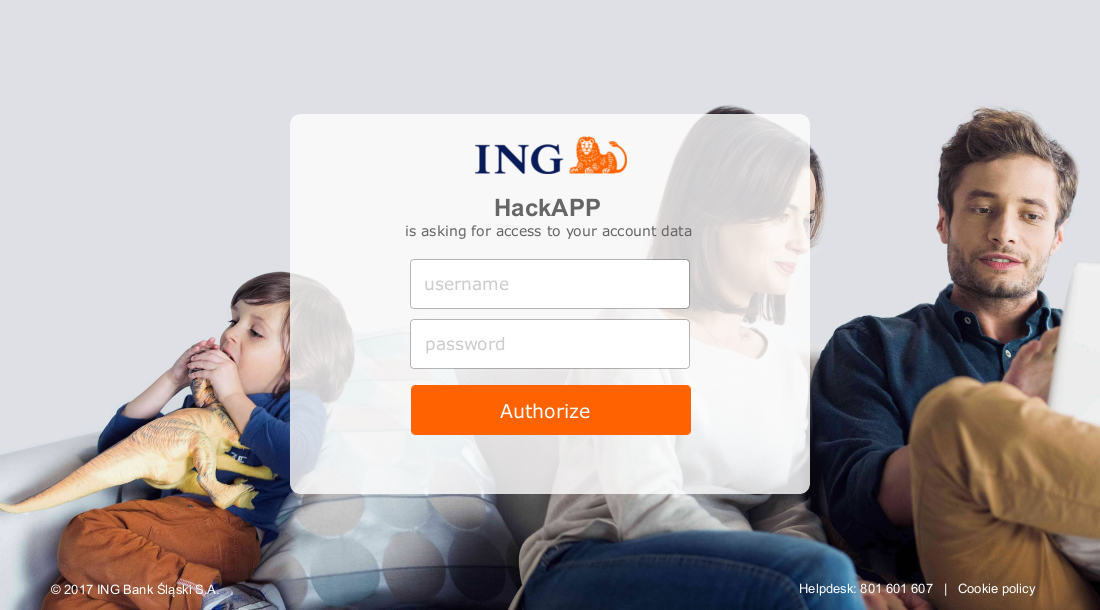 ING
HackAPP
is asking for access to your account data
username
password
Authorize
© 2017 ING Bank Śląski S.A.
Helpdesk: 801 601 607 | Cookie policy